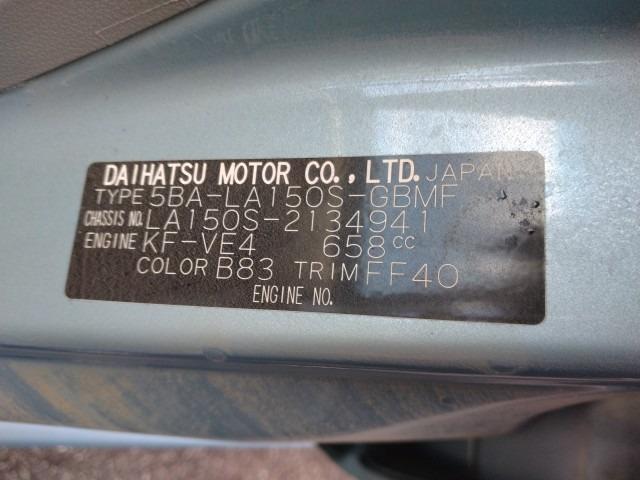 DAIHATSU MOTOR CO., LTD. JAPAN
TYPE 5BA-LA150S-GBMF
CHASSIS NO. LA150S-2134941
ENGINE KF-VE4 658cc
COLOR B83 TRIM FF40
ENGINE NO.